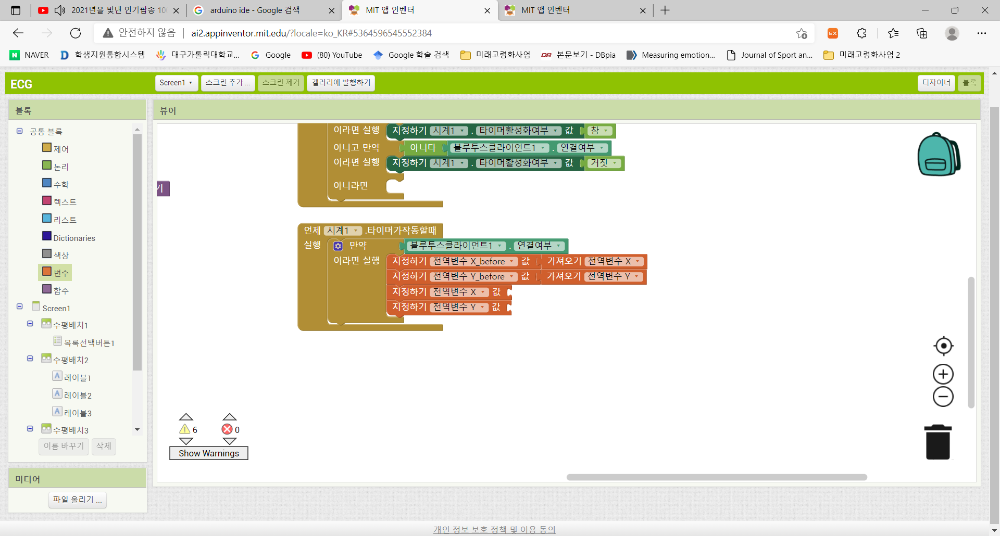 2021년을 빛낸 인기팝송 10
arduino ide - Google 검색
MIT 앱 인벤터
MIT 앱 인벤터
안전하지 않음 | ai2.appinventor.mit.edu/?locale=ko_KR#5364596545552384
EX
NAVER
학생지원통합시스템
대구가톨릭대학교...
Google
(80) YouTube
Google 학술 검색
미래고령화사업
본문보기 - DBpia
Measuring emotion...
Journal of Sport an...
미래고령화사업 2
ECG
Screen1
스크린 추가 ...
스크린 제거
갤러리에 발행하기
디자이너
블록
블록
공통 블록
제어
논리
수학
텍스트
리스트
Dictionaries
색상
변수
함수
Screen1
수평배치1
목록선택버튼1
수평배치2
레이블1
레이블2
레이블3
수평배치3
이름 바꾸기
삭제
미디어
파일 올리기 ...
뷰어
이라면 실행 지정하기 시계1 . 타이머활성화여부 값 참
아니고 만약 아니다 블루투스클라이언트1 . 연결여부
이라면 실행 지정하기 시계1 . 타이머활성화여부 값 거짓
아니라면
기
언제 시계1 .타이머가작동할때
실행 만약 블루투스클라이언트1 . 연결여부
이라면 실행 지정하기 전역변수 X_before 값 가져오기 전역변수 X
지정하기 전역변수 Y_before 값 가져오기 전역변수 Y
지정하기 전역변수 X 값
지정하기 전역변수 Y 값
6
0
Show Warnings
개인 정보 보호 정책 및 이용 동의